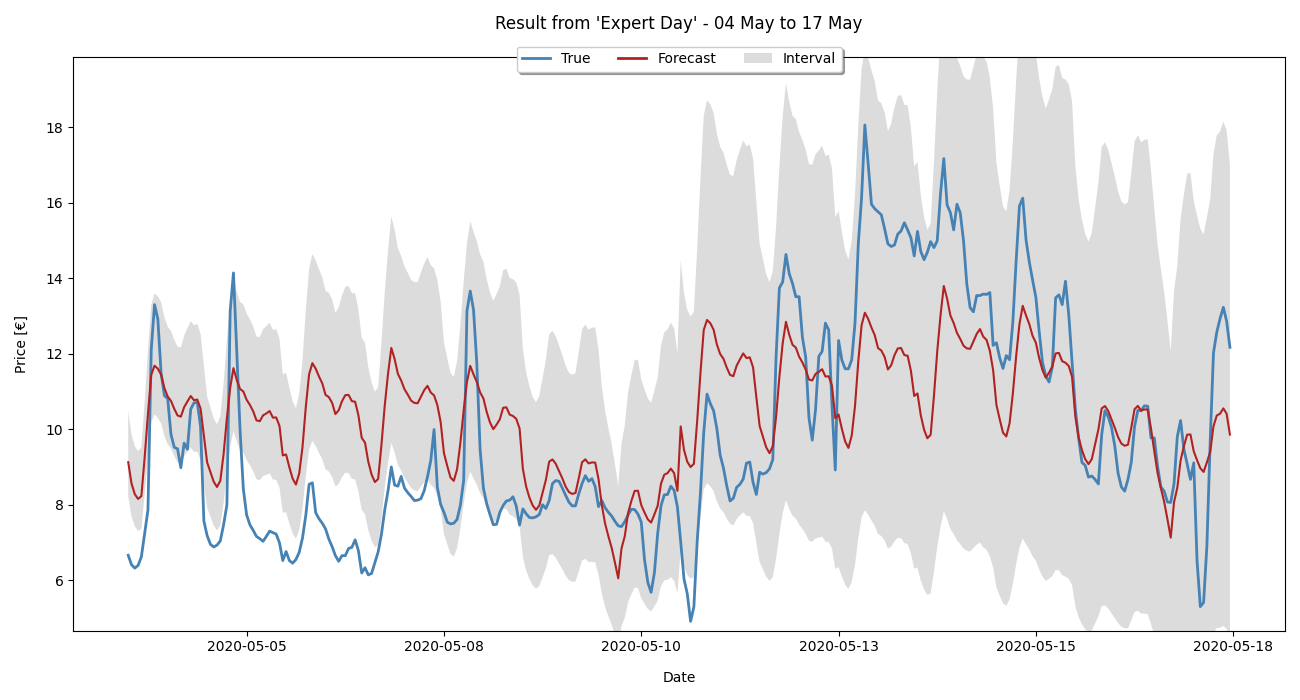 Result from 'Expert Day' - 04 May to 17 May
True Forecast Interval
Price [€]
18
16
14
12
10
8
6
2020-05-05 2020-05-08 2020-05-10 2020-05-13 2020-05-15 2020-05-18
Date